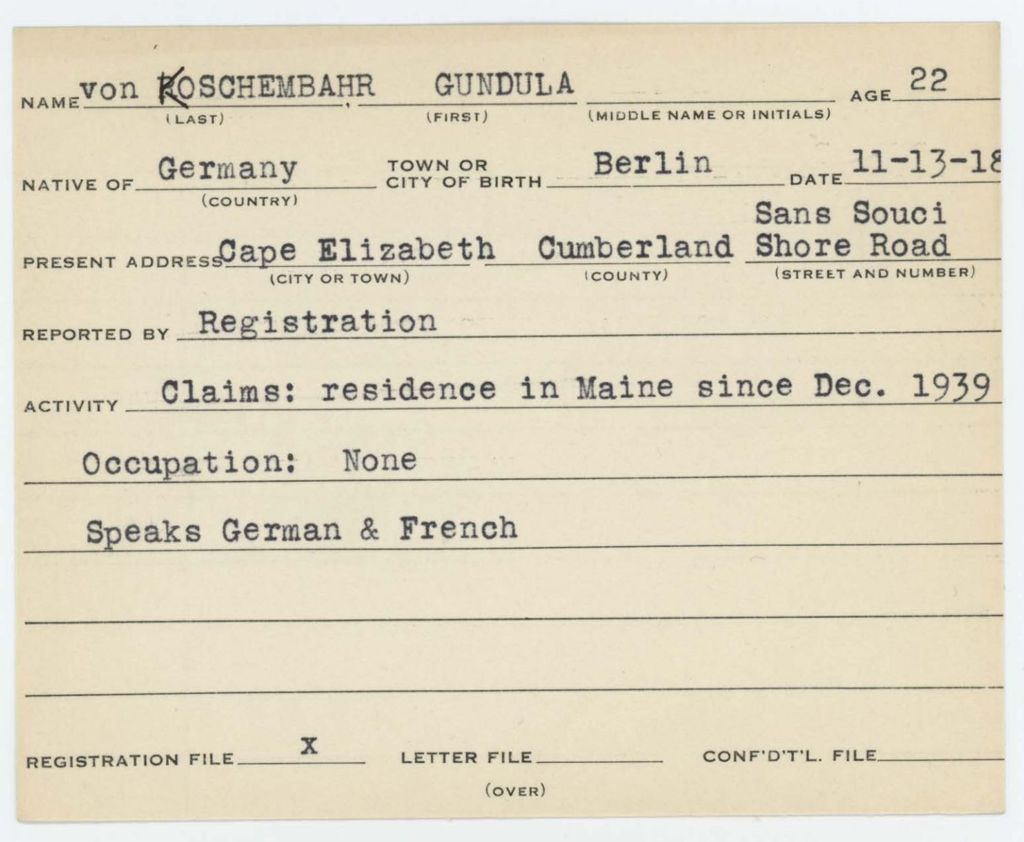 NAME von KOSCHEMBAHR GUNDULA AGE 22
(LAST) (FIRST) (MIDDLE NAME OR INITIALS)
NATIVE OF Germany TOWN OR CITY OF BIRTH Berlin DATE 11-13-18
(COUNTRY)
Sans Souci
PRESENT ADDRESS Cape Elizabeth Cumberland Shore Road
(CITY OR TOWN) (COUNTY) (STREET AND NUMBER)
REPORTED BY Registration
ACTIVITY Claims: residence in Maine since Dec. 1939
Occupation: None
Speaks German & French
REGISTRATION FILE X LETTER FILE CONF'D'T'L. FILE
(OVER)